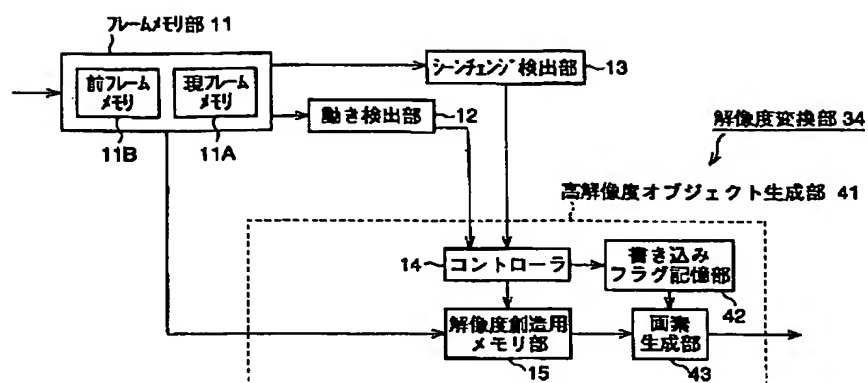 フレームメモリ部 11
前フレーム
メモリ
現フレーム
メモリ
11B
11A
シーンチェンジ検出部
13
動き検出部
12
解像度変換部 34
高解像度オブジェクト生成部 41
14
コントローラ
書き込み
フラグ記憶部
42
解像度創造用
メモリ部
15
画素
生成部
43